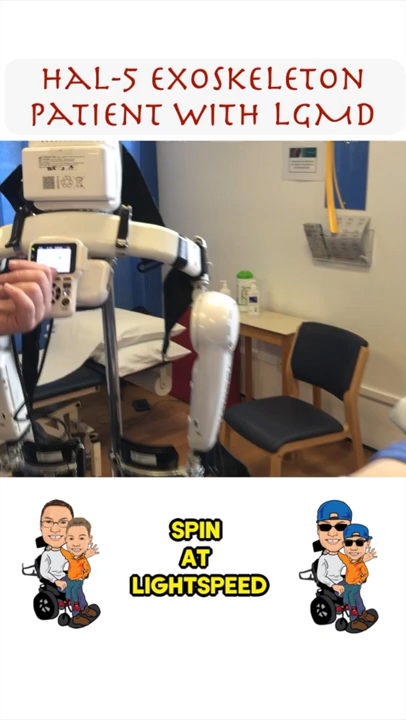 HAL-5 EXOSKELETON
PATIENT WITH LGMD
SPIN
AT
LIGHTSPEED